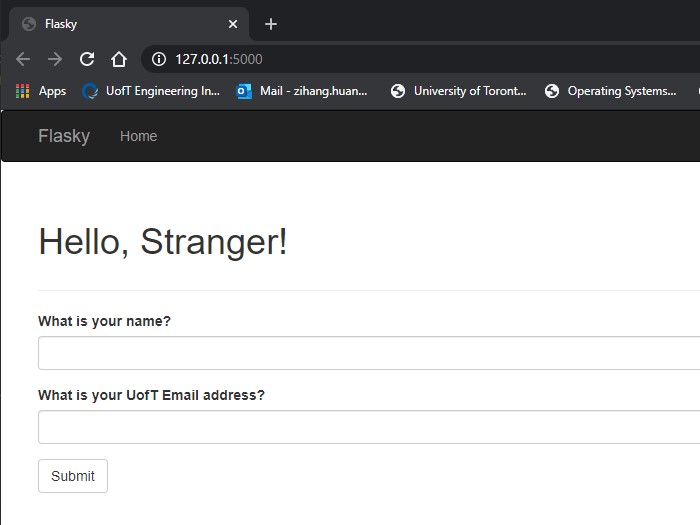 Flasky
127.0.0.1:5000
Apps UofT Engineering In... Mail - zihang.huan... University of Toront... Operating Systems...
Flasky Home
Hello, Stranger!
What is your name?
What is your UofT Email address?
Submit